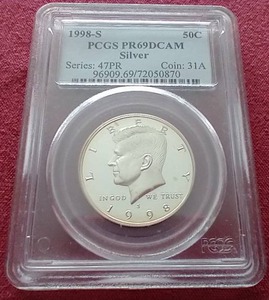 1998-S 50C
PCGS PR69DCAM
Silver
Series: 47PR Coin: 31A
96909.69/72050870
LIBERTY
IN GOD WE TRUST
S
1998
PCGS